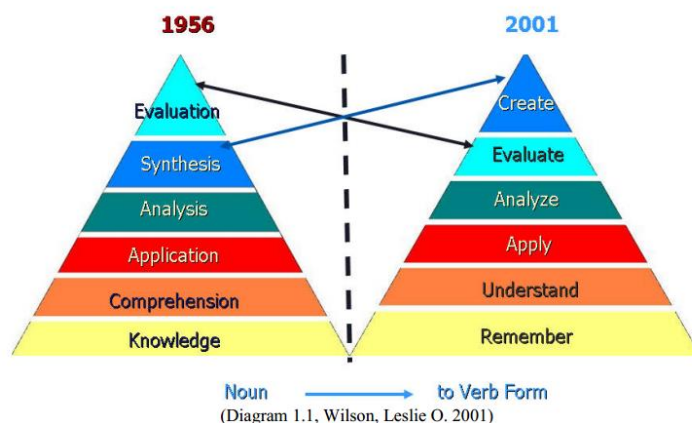 1956
Evaluation
Synthesis
Analysis
Application
Comprehension
Knowledge
2001
Create
Evaluate
Analyze
Apply
Understand
Remember
Noun to Verb Form
(Diagram 1.1, Wilson, Leslie O. 2001)